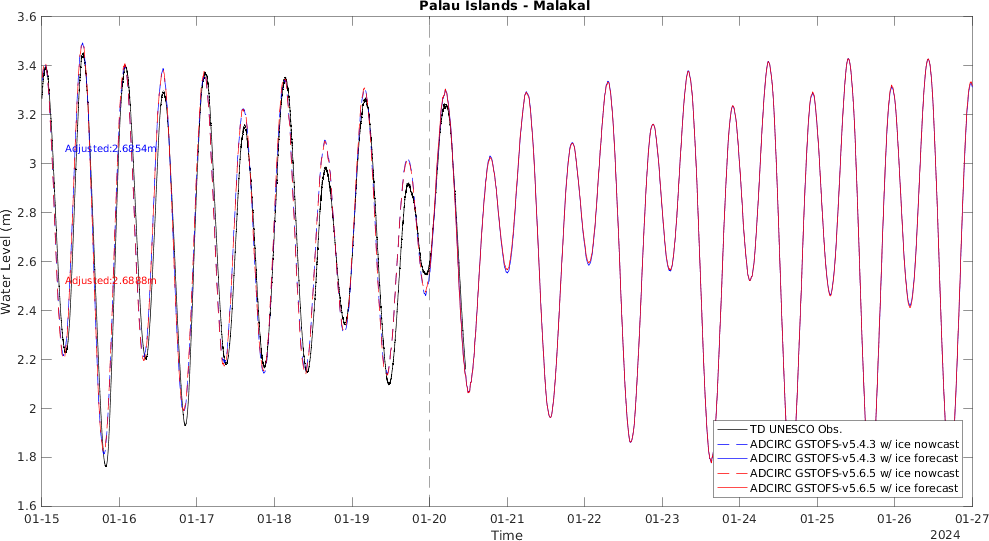 Palau Islands - Malakal
3.6
3.4
3.2
3
2.8
2.6
2.4
2.2
2
1.8
1.6
Water Level (m)
Adjusted:2.6854m
Adjusted:2.6888m
TD UNESCO Obs.
ADCIRC GSTOFS-v5.4.3 w/ ice nowcast
ADCIRC GSTOFS-v5.4.3 w/ ice forecast
ADCIRC GSTOFS-v5.6.5 w/ ice nowcast
ADCIRC GSTOFS-v5.6.5 w/ ice forecast
01-15 01-16 01-17 01-18 01-19 01-20 01-21 01-22 01-23 01-24 01-25 01-26 01-27
Time
2024